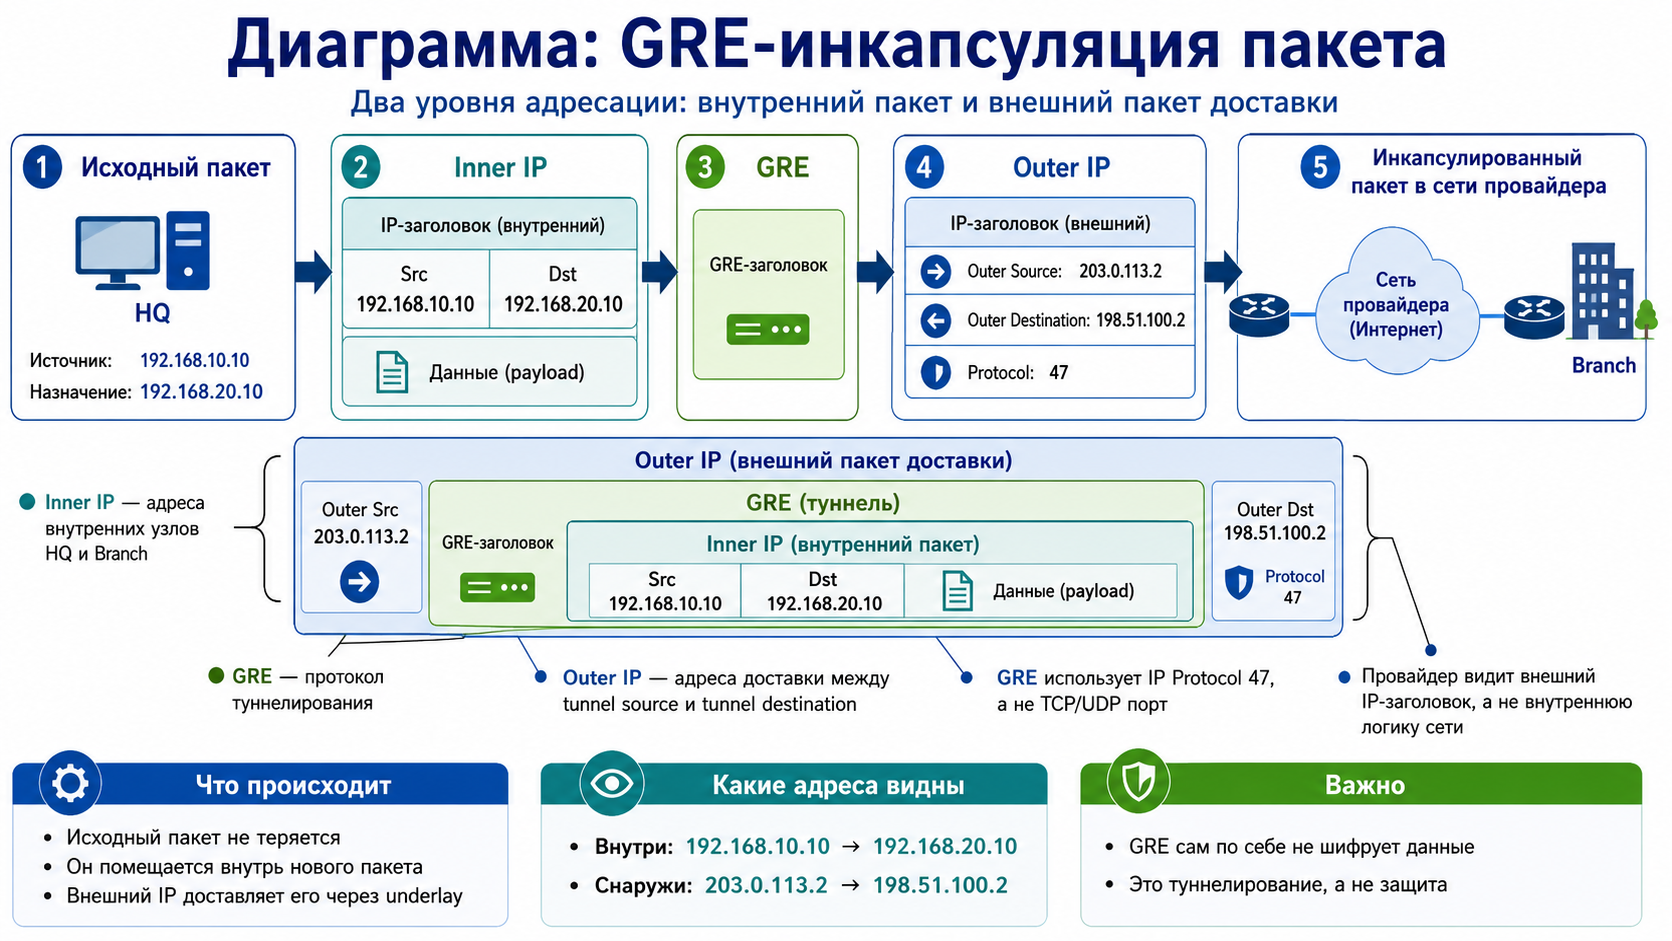 Диаграмма: GRE-инкапсуляция пакета
Два уровня адресации: внутренний пакет и внешний пакет доставки
1 Исходный пакет
HQ
Источник: 192.168.10.10
Назначение: 192.168.20.10
2 Inner IP
IP-заголовок (внутренний)
Src
192.168.10.10
Dst
192.168.20.10
Данные (payload)
3 GRE
GRE-заголовок
4 Outer IP
IP-заголовок (внешний)
Outer Source: 203.0.113.2
Outer Destination: 198.51.100.2
Protocol: 47
5 Инкапсулированный
пакет в сети провайдера
Сеть
провайдера
(Интернет)
Branch
Outer IP (внешний пакет доставки)
Outer Src
203.0.113.2
GRE (туннель)
GRE-заголовок
Inner IP (внутренний пакет)
Src
192.168.10.10
Dst
192.168.20.10
Данные (payload)
Outer Dst
198.51.100.2
Protocol
47
Inner IP — адреса
внутренних узлов
HQ и Branch
GRE — протокол
туннелирования
Outer IP — адреса доставки между
tunnel source и tunnel destination
GRE использует IP Protocol 47,
а не TCP/UDP порт
Провайдер видит внешний
IP-заголовок, а не внутреннюю
логику сети
Что происходит
• Исходный пакет не теряется
• Он помещается внутрь нового пакета
• Внешний IP доставляет его через underlay
Какие адреса видны
• Внутри: 192.168.10.10 → 192.168.20.10
• Снаружи: 203.0.113.2 → 198.51.100.2
Важно
• GRE сам по себе не шифрует данные
• Это туннелирование, а не защита